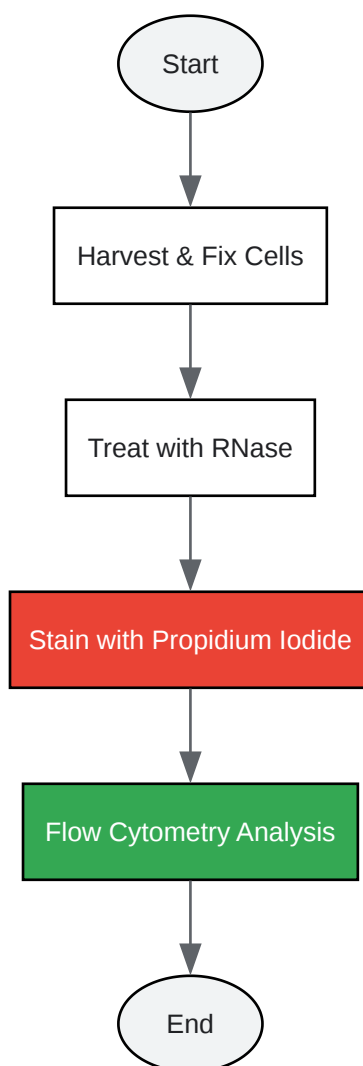 Start
Harvest & Fix Cells
Treat with RNase
Stain with Propidium Iodide
Flow Cytometry Analysis
End